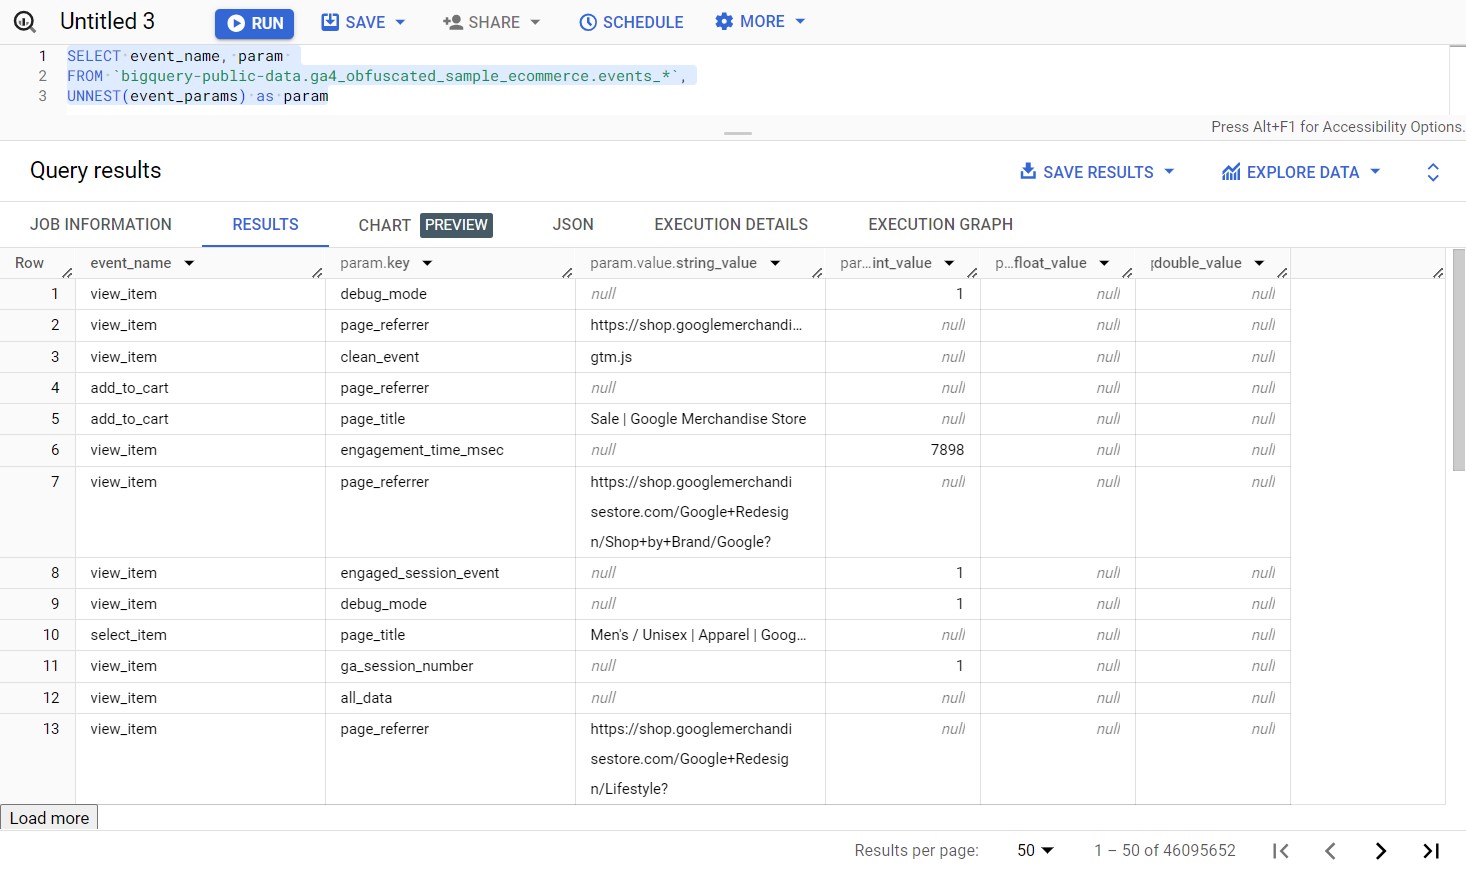 Untitled 3 RUN SAVE SHARE SCHEDULE MORE
1 SELECT event_name, param
2 FROM `bigquery-public-data.ga4_obfuscated_sample_ecommerce.events_*`,
3 UNNEST(event_params) as param
Press Alt+F1 for Accessibility Options.
Query results SAVE RESULTS EXPLORE DATA
JOB INFORMATION RESULTS CHART PREVIEW JSON EXECUTION DETAILS EXECUTION GRAPH
Row event_name param.key param.value.string_value par...int_value p...float_value double_value
1 view_item debug_mode null 1 null null
2 view_item page_referrer https://shop.googlemerchandi... null null null
3 view_item clean_event gtm.js null null null
4 add_to_cart page_referrer null null null null
5 add_to_cart page_title Sale | Google Merchandise Store null null null
6 view_item engagement_time_msec null 7898 null null
7 view_item page_referrer https://shop.googlemerchandi null null null
sestore.com/Google+Redesig
n/Shop+by+Brand/Google?
8 view_item engaged_session_event null 1 null null
9 view_item debug_mode null 1 null null
10 select_item page_title Men's / Unisex | Apparel | Goog... null null null
11 view_item ga_session_number null 1 null null
12 view_item all_data null null null null
13 view_item page_referrer https://shop.googlemerchandi null null null
sestore.com/Google+Redesig
n/Lifestyle?
Load more
Results per page: 50 1 – 50 of 46095652